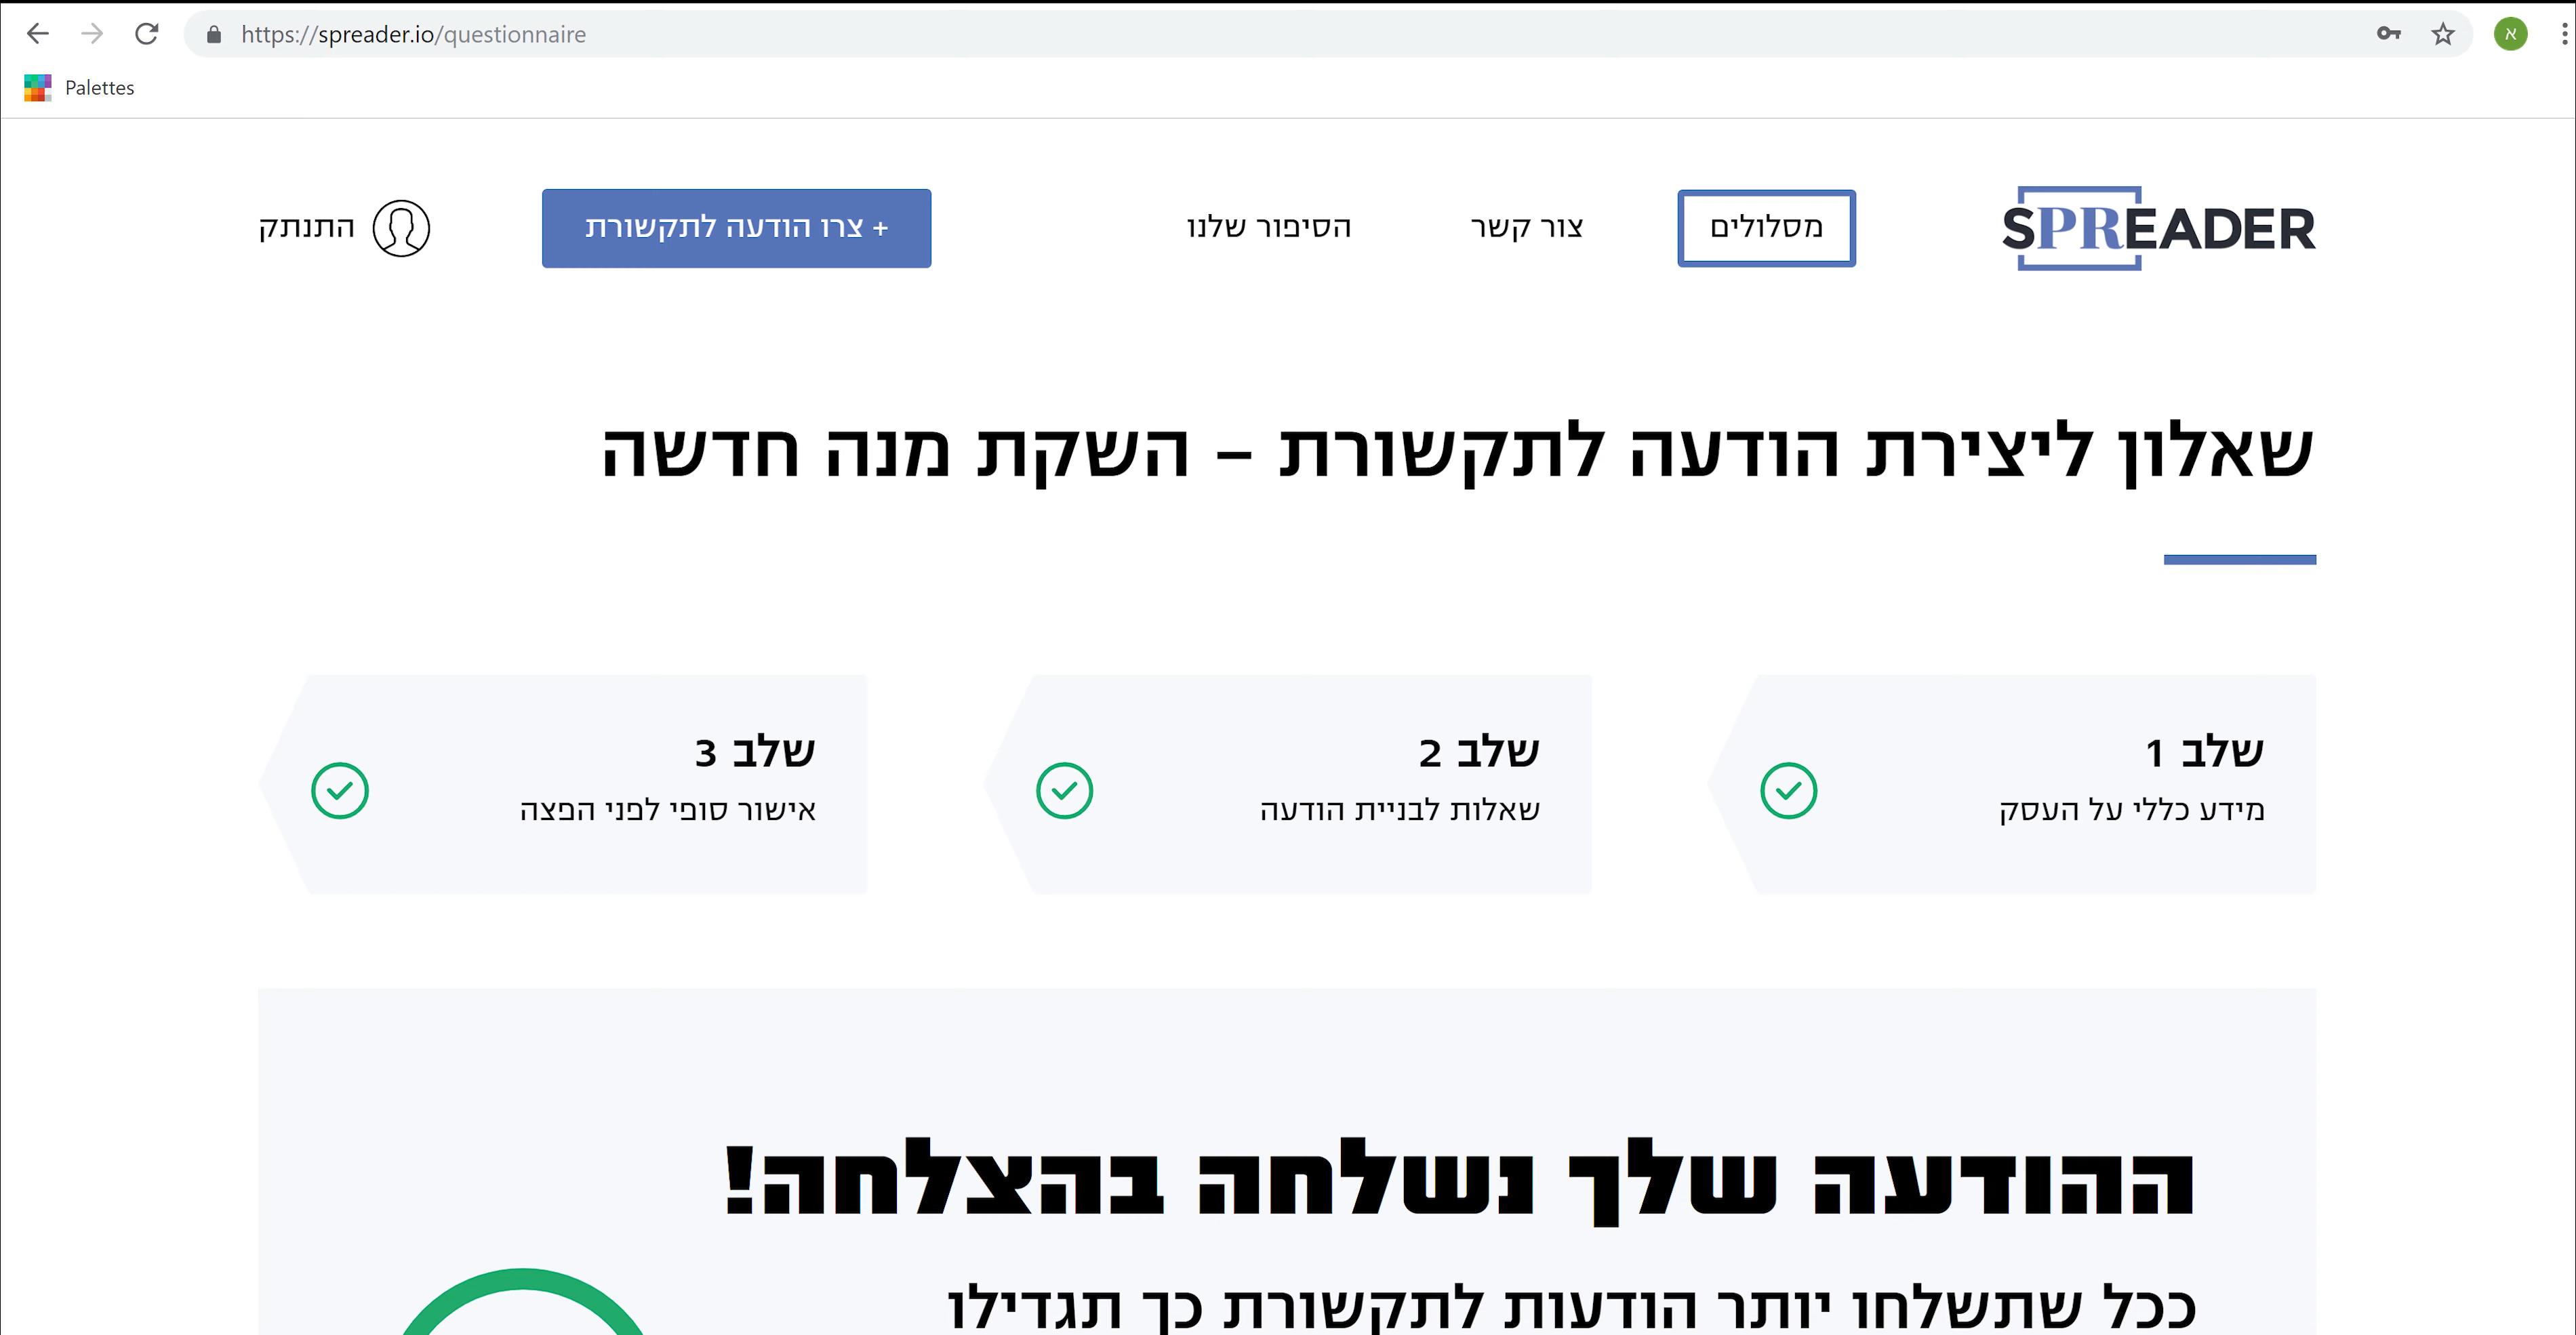 https://spreader.io/questionnaire
א
Palettes
SPREADER
מסלולים
צור קשר
הסיפור שלנו
+ צרו הודעה לתקשורת
התנתק
שאלון ליצירת הודעה לתקשורת – השקת מנה חדשה
שלב 1
מידע כללי על העסק
שלב 2
שאלות לבניית הודעה
שלב 3
אישור סופי לפני הפצה
ההודעה שלך נשלחה בהצלחה!
ככל שתשלחו יותר הודעות לתקשורת כך תגדילו